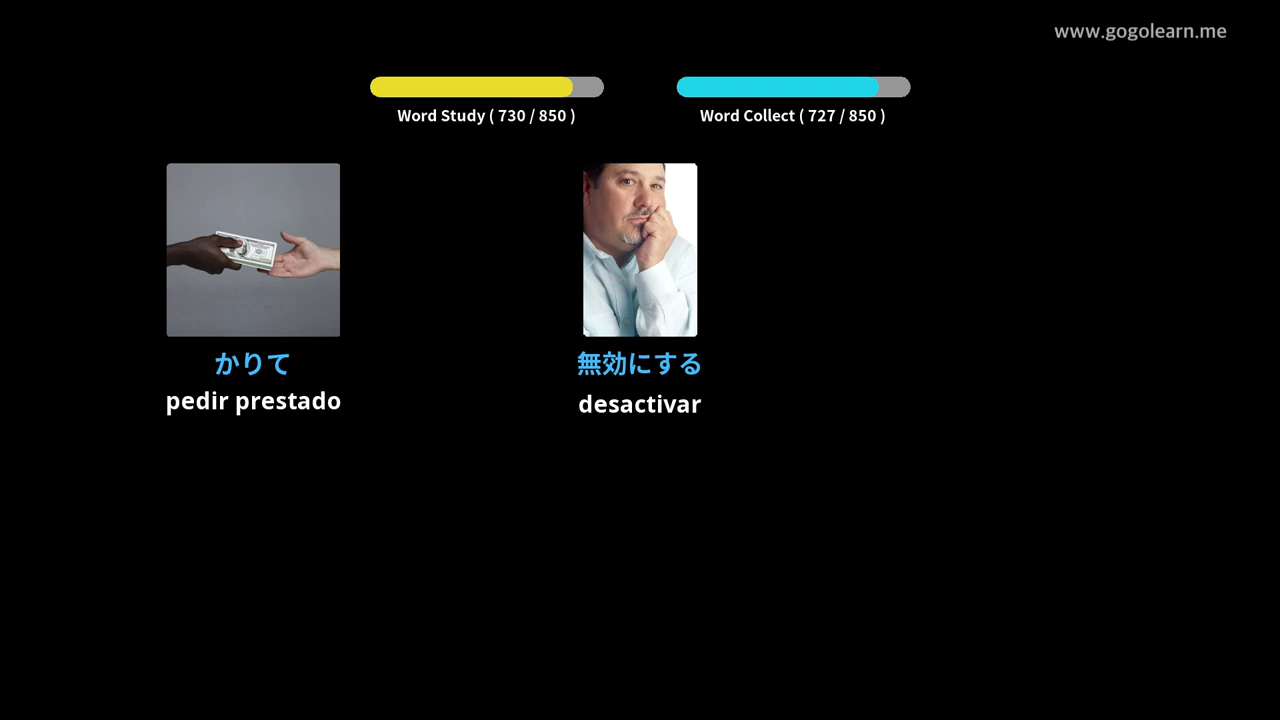 www.gogolearn.me
Word Study ( 730 / 850 )
Word Collect ( 727 / 850 )
かりて
pedir prestado
無効にする
desactivar